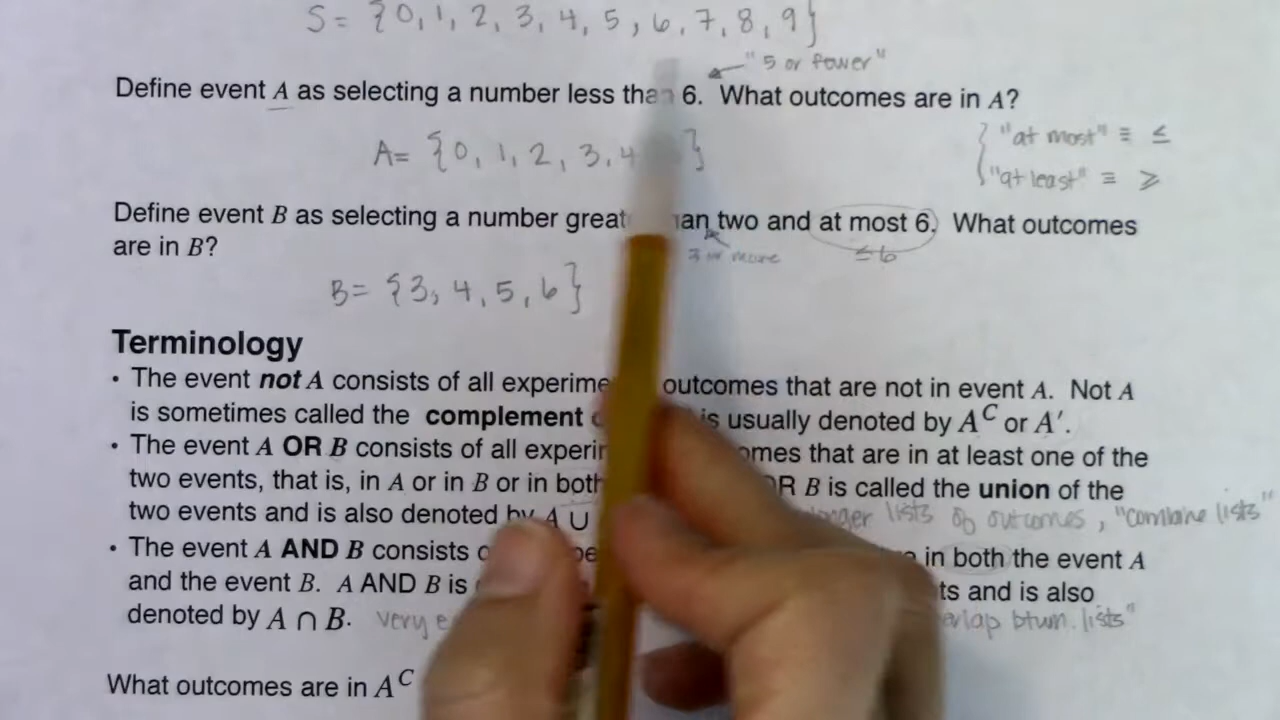 S = {0, 1, 2, 3, 4, 5, 6, 7, 8, 9}
"5 or fewer"
Define event A as selecting a number less than 6. What outcomes are in A?
A= {0, 1, 2, 3, 4 }
"at most" ≡ ≤
"at least" ≡ ≥
Define event B as selecting a number great an two and at most 6. What outcomes
are in B?
3 or more
≤ 6
B= {3, 4, 5, 6}
Terminology
• The event not A consists of all outcomes that are not in event A. Not A
is sometimes called the complement is usually denoted by A^C or A′.
• The event A OR B consists of all omes that are in at least one of the
two events, that is, in A or in B or in both R B is called the union of the
two events and is also denoted by A ∪
lists of outcomes, "combine lists"
• The event A AND B consists in both the event A
and the event B. A AND B is ts and is also
denoted by A ∩ B. very btwn. lists"
What outcomes are in A^C